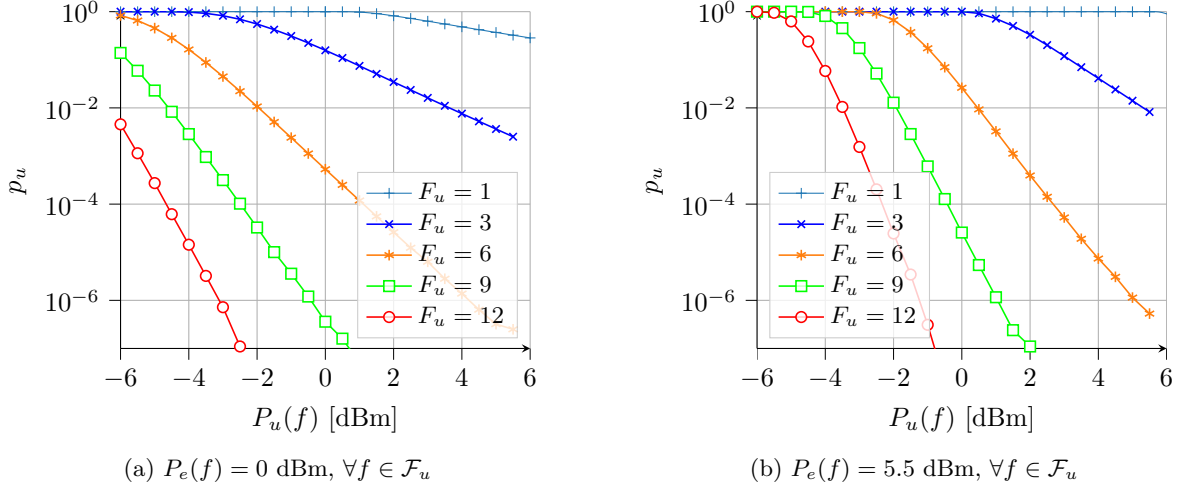 10^0
10^{-2}
10^{-4}
10^{-6}
p_u
F_u = 1
F_u = 3
F_u = 6
F_u = 9
F_u = 12
−6 −4 −2 0 2 4 6
P_u(f) [dBm]
(a) P_e(f) = 0 dBm, ∀f ∈ ℱ_u
10^0
10^{-2}
10^{-4}
10^{-6}
p_u
F_u = 1
F_u = 3
F_u = 6
F_u = 9
F_u = 12
−6 −4 −2 0 2 4 6
P_u(f) [dBm]
(b) P_e(f) = 5.5 dBm, ∀f ∈ ℱ_u